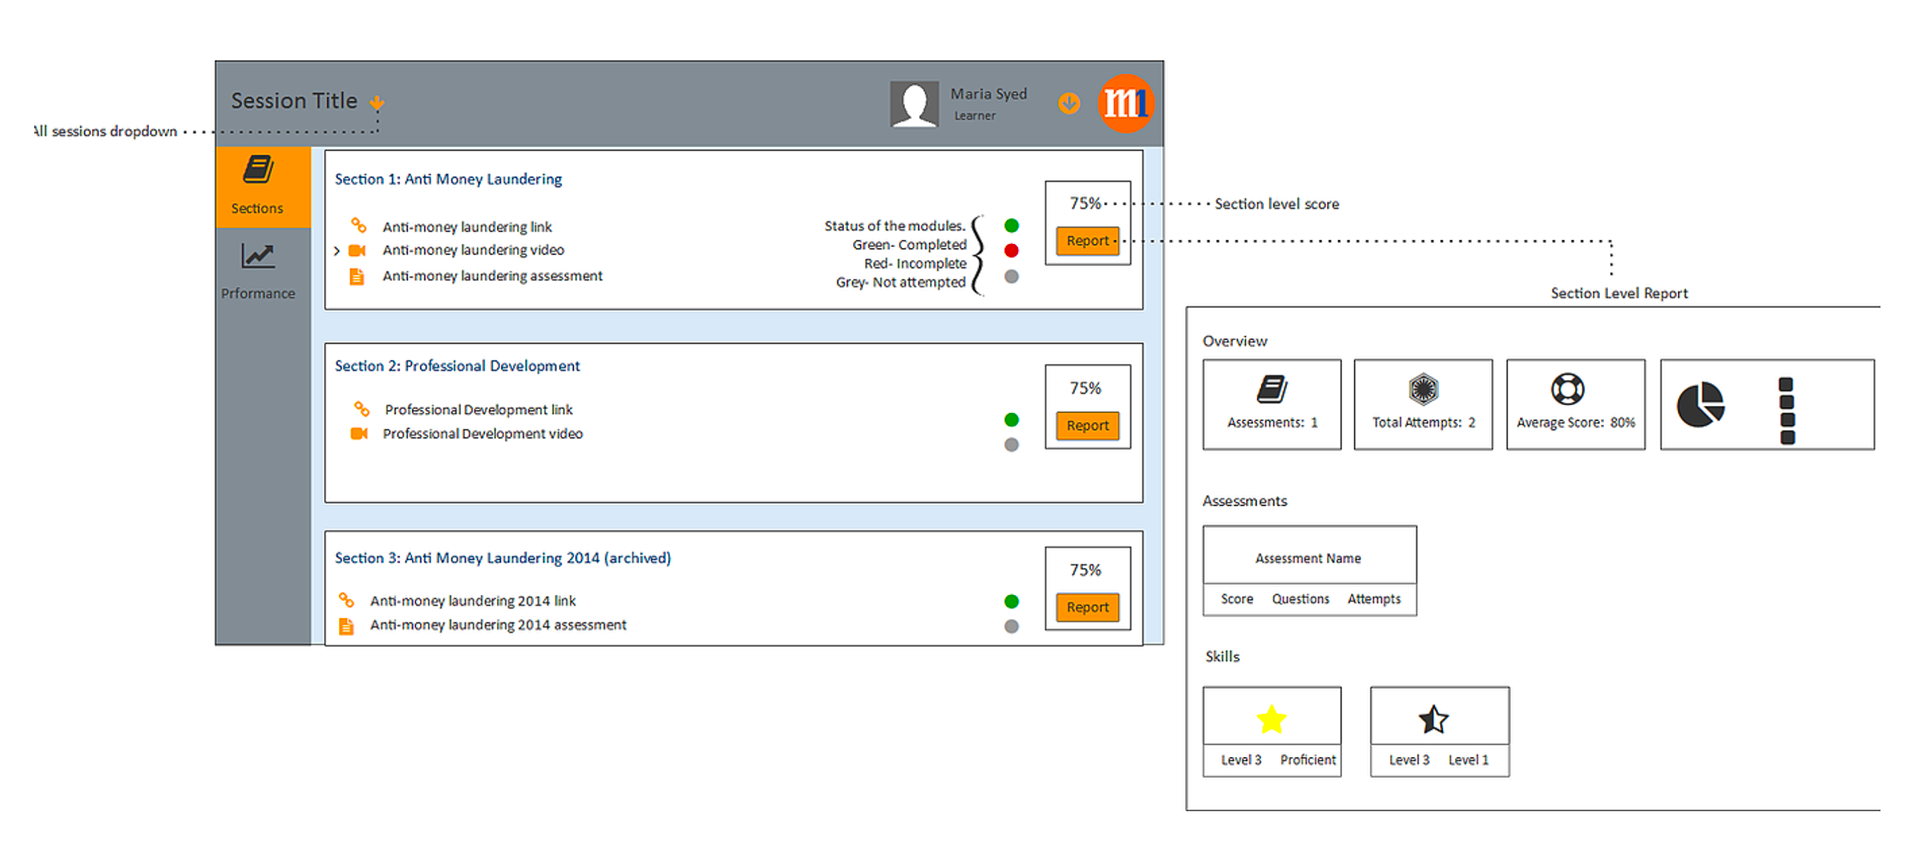 Session Title
Maria Syed
Learner
m1
All sessions dropdown
Sections
Prformance
Section 1: Anti Money Laundering
Anti-money laundering link
Anti-money laundering video
Anti-money laundering assessment
Status of the modules.
Green- Completed
Red- Incomplete
Grey- Not attempted
75%
Report
Section level score
Section 2: Professional Development
Professional Development link
Professional Development video
75%
Report
Section 3: Anti Money Laundering 2014 (archived)
Anti-money laundering 2014 link
Anti-money laundering 2014 assessment
75%
Report
Section Level Report
Overview
Assessments: 1
Total Attempts: 2
Average Score: 80%
Assessments
Assessment Name
Score Questions Attempts
Skills
Level 3 Proficient
Level 3 Level 1